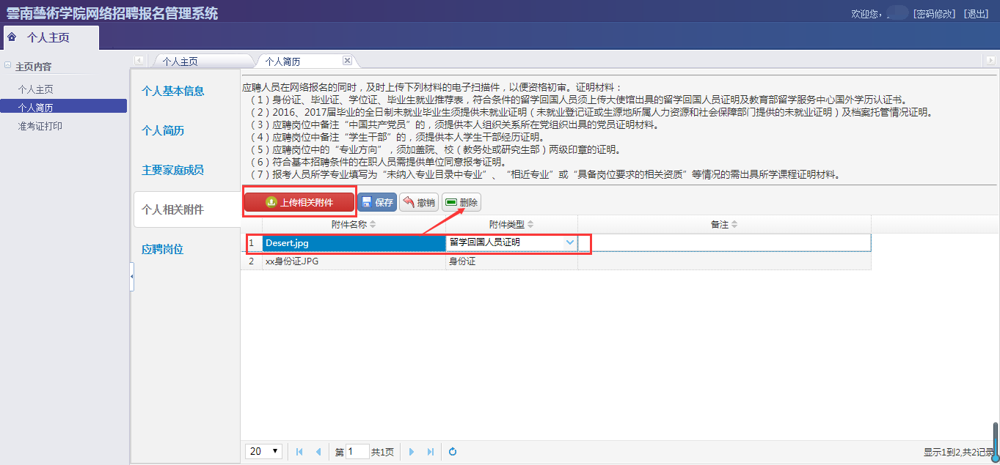 雲南藝術学院网络招聘报名管理系统
欢迎您， [密码修改] [退出]
个人主页
主页内容
个人主页
个人简历
准考证打印
个人主页 个人简历
个人基本信息
个人简历
主要家庭成员
个人相关附件
应聘岗位
应聘人员在网络报名的同时，及时上传下列材料的电子扫描件，以便资格初审。证明材料：
（1）身份证、毕业证、学位证、毕业生就业推荐表，符合条件的留学回国人员须上传大使馆出具的留学回国人员证明及教育部留学服务中心国外学历认证书。
（2）2016、2017届毕业的全日制未就业毕业生须提供未就业证明（未就业登记证或生源地所属人力资源和社会保障部门提供的未就业证明）及档案托管情况证明。
（3）应聘岗位中备注“中国共产党员”的，须提供本人组织关系所在党组织出具的党员证明材料。
（4）应聘岗位中备注“学生干部”的，须提供本人学生干部经历证明。
（5）应聘岗位中的“专业方向”，须加盖院、校（教务处或研究生部）两级印章的证明。
（6）符合基本招聘条件的在职人员需提供单位同意报考证明。
（7）报考人员所学专业填写为“未纳入专业目录中专业”、“相近专业”或“具备岗位要求的相关资质”等情况的需出具所学课程证明材料。
上传相关附件 保存 撤销 删除
附件名称 附件类型 备注
1 Desert.jpg 留学回国人员证明
2 xx身份证.JPG 身份证
20 第 1 共1页 显示1到2,共2记录